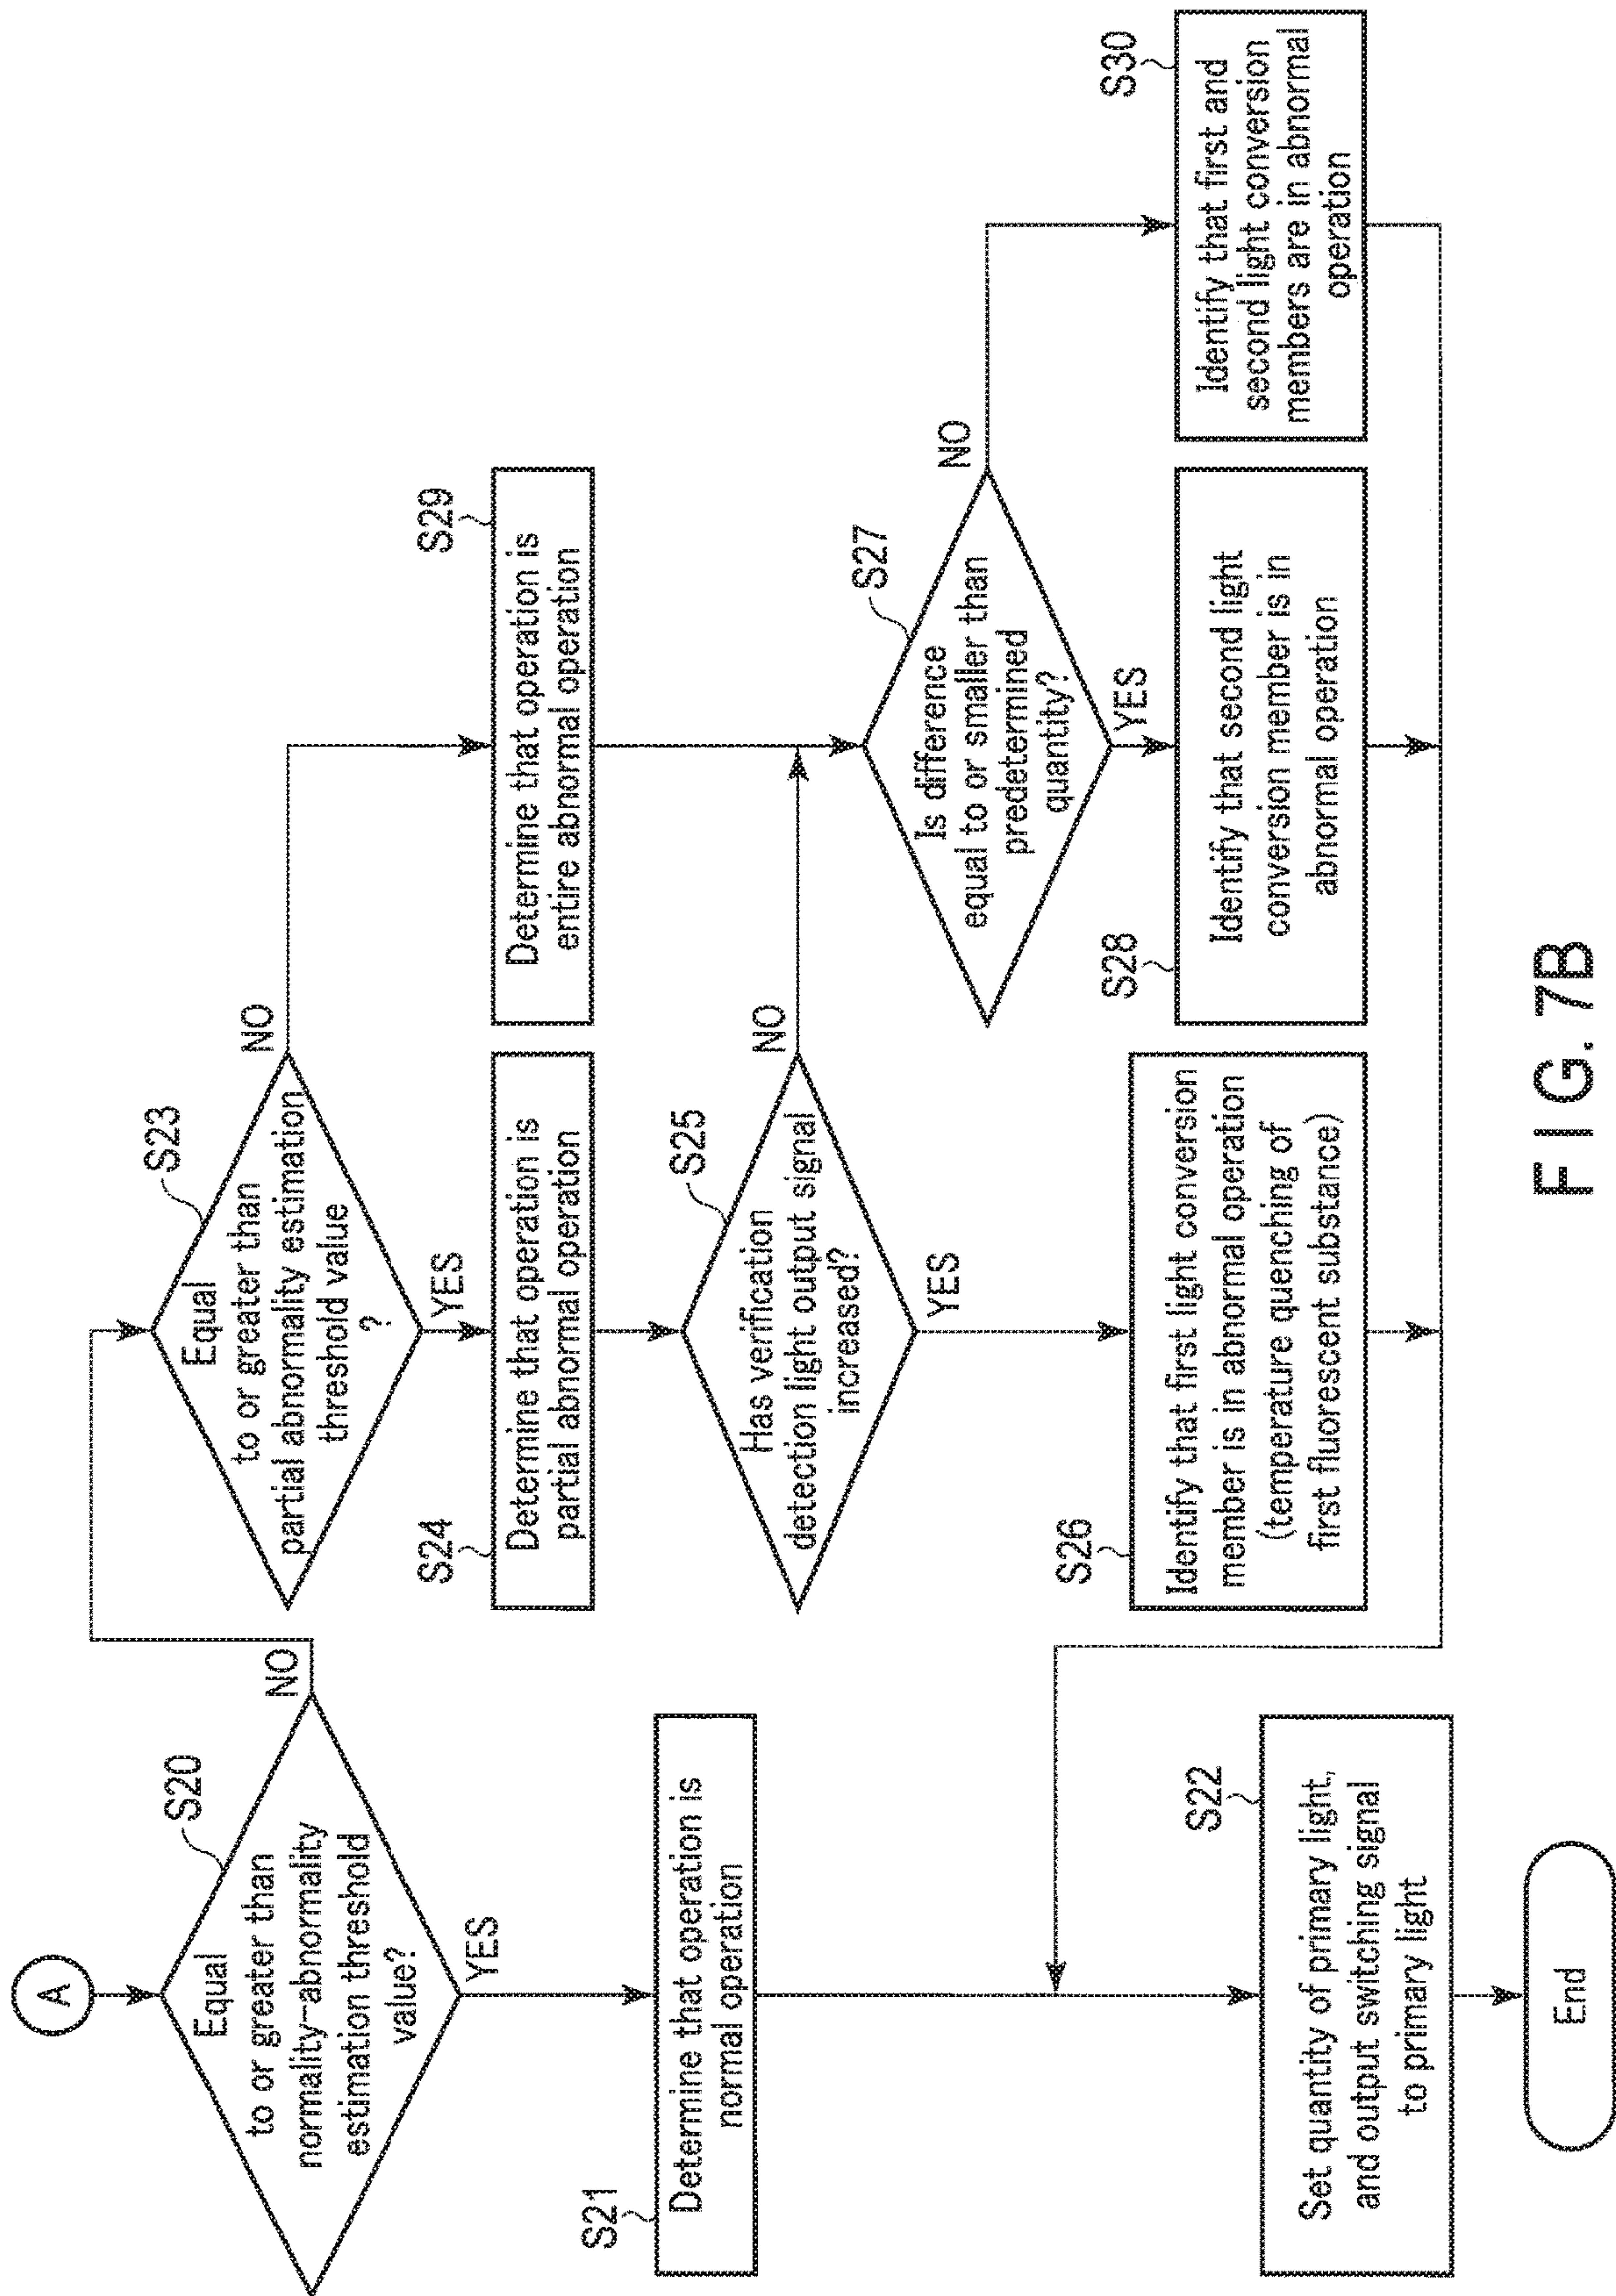 A
S20
Equal
to or greater than
normality-abnormality
estimation threshold
value?
NO
YES
S21
Determine that operation is
normal operation
S22
Set quantity of primary light,
and output switching signal
to primary light
End
S23
Equal
to or greater than
partial abnormality estimation
threshold value
?
NO
YES
S24
Determine that operation is
partial abnormal operation
S25
Has verification
detection light output signal
increased?
NO
YES
S26
Identify that first light conversion
member is in abnormal operation
(temperature quenching of
first fluorescent substance)
S29
Determine that operation is
entire abnormal operation
S27
Is difference
equal to or smaller than
predetermined
quantity?
NO
YES
S28
Identify that second light
conversion member is in
abnormal operation
S30
Identify that first and
second light conversion
members are in abnormal
operation
FIG. 7B